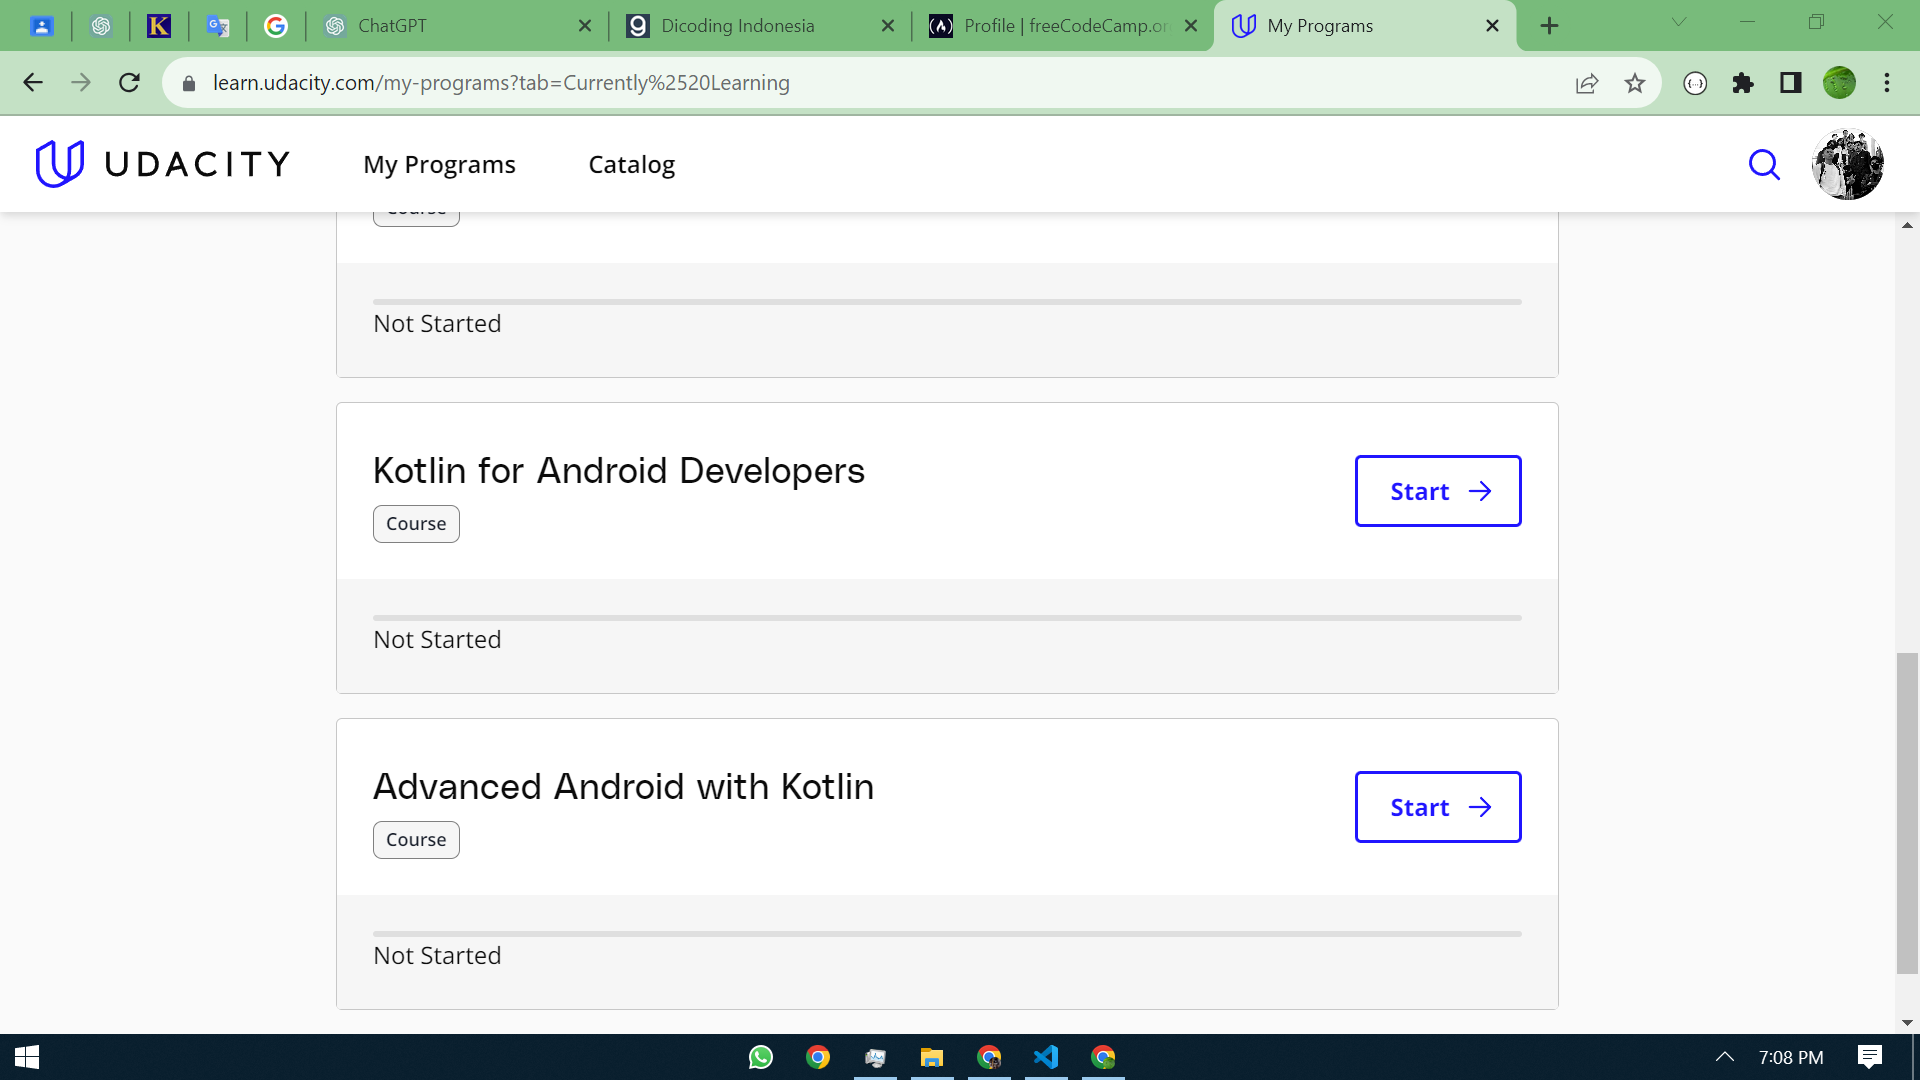 ChatGPT
Dicoding Indonesia
Profile | freeCodeCamp.or
My Programs
learn.udacity.com/my-programs?tab=Currently%2520Learning
UDACITY
My Programs
Catalog
Course
Not Started
Kotlin for Android Developers
Start
Course
Not Started
Advanced Android with Kotlin
Start
Course
Not Started
7:08 PM